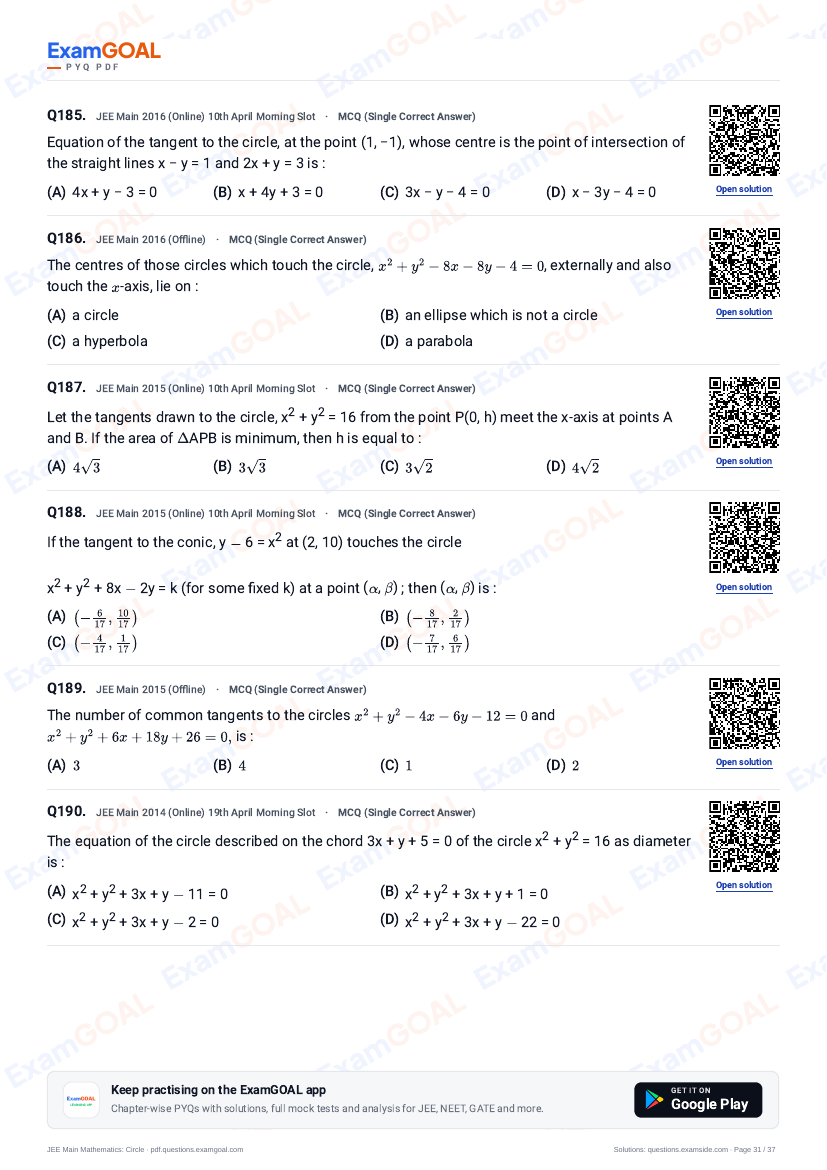 ExamGOAL
PYQ PDF
Q185. JEE Main 2016 (Online) 10th April Morning Slot · MCQ (Single Correct Answer)
Equation of the tangent to the circle, at the point (1, −1), whose centre is the point of intersection of
the straight lines x − y = 1 and 2x + y = 3 is :
(A) 4x + y − 3 = 0 (B) x + 4y + 3 = 0 (C) 3x − y − 4 = 0 (D) x − 3y − 4 = 0
Open solution
Q186. JEE Main 2016 (Offline) · MCQ (Single Correct Answer)
The centres of those circles which touch the circle, x² + y² − 8x − 8y − 4 = 0, externally and also
touch the x-axis, lie on :
(A) a circle (B) an ellipse which is not a circle
(C) a hyperbola (D) a parabola
Open solution
Q187. JEE Main 2015 (Online) 10th April Morning Slot · MCQ (Single Correct Answer)
Let the tangents drawn to the circle, x² + y² = 16 from the point P(0, h) meet the x-axis at points A
and B. If the area of ΔAPB is minimum, then h is equal to :
(A) 4√3 (B) 3√3 (C) 3√2 (D) 4√2
Open solution
Q188. JEE Main 2015 (Online) 10th April Morning Slot · MCQ (Single Correct Answer)
If the tangent to the conic, y − 6 = x² at (2, 10) touches the circle
x² + y² + 8x − 2y = k (for some fixed k) at a point (α, β) ; then (α, β) is :
(A) (−6/17, 10/17) (B) (−8/17, 2/17)
(C) (−4/17, 1/17) (D) (−7/17, 6/17)
Open solution
Q189. JEE Main 2015 (Offline) · MCQ (Single Correct Answer)
The number of common tangents to the circles x² + y² − 4x − 6y − 12 = 0 and
x² + y² + 6x + 18y + 26 = 0, is :
(A) 3 (B) 4 (C) 1 (D) 2
Open solution
Q190. JEE Main 2014 (Online) 19th April Morning Slot · MCQ (Single Correct Answer)
The equation of the circle described on the chord 3x + y + 5 = 0 of the circle x² + y² = 16 as diameter
is :
(A) x² + y² + 3x + y − 11 = 0 (B) x² + y² + 3x + y + 1 = 0
(C) x² + y² + 3x + y − 2 = 0 (D) x² + y² + 3x + y − 22 = 0
Open solution
ExamGOAL
Keep practising on the ExamGOAL app
Chapter-wise PYQs with solutions, full mock tests and analysis for JEE, NEET, GATE and more.
GET IT ON
Google Play
JEE Main Mathematics: Circle · pdf.questions.examgoal.com
Solutions: questions.examside.com · Page 31 / 37